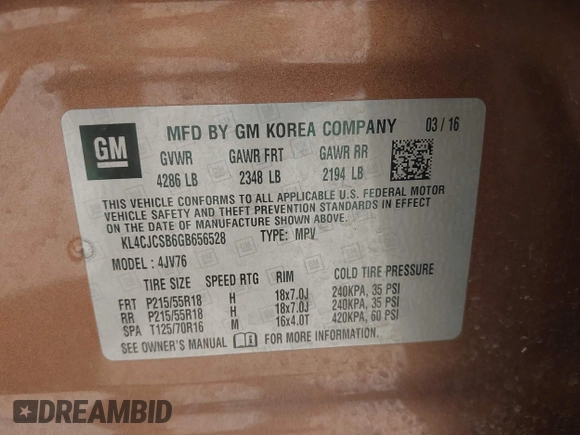 GM
MFD BY GM KOREA COMPANY 03 / 16
GVWR GAWR FRT GAWR RR
4286 LB 2348 LB 2194 LB
THIS VEHICLE CONFORMS TO ALL APPLICABLE U.S. FEDERAL MOTOR
VEHICLE SAFETY AND THEFT PREVENTION STANDARDS IN EFFECT
ON THE DATE OF MANUFACTURE SHOWN ABOVE.
KL4CJCSB6GB656528 TYPE: MPV
MODEL : 4JV76
TIRE SIZE SPEED RTG RIM COLD TIRE PRESSURE
FRT P215/55R18 H 18x7.0J 240KPA, 35 PSI
RR P215/55R18 H 18x7.0J 240KPA, 35 PSI
SPA T125/70R16 M 16x4.0T 420KPA, 60 PSI
SEE OWNER'S MANUAL FOR MORE INFORMATION.
DREAMBID